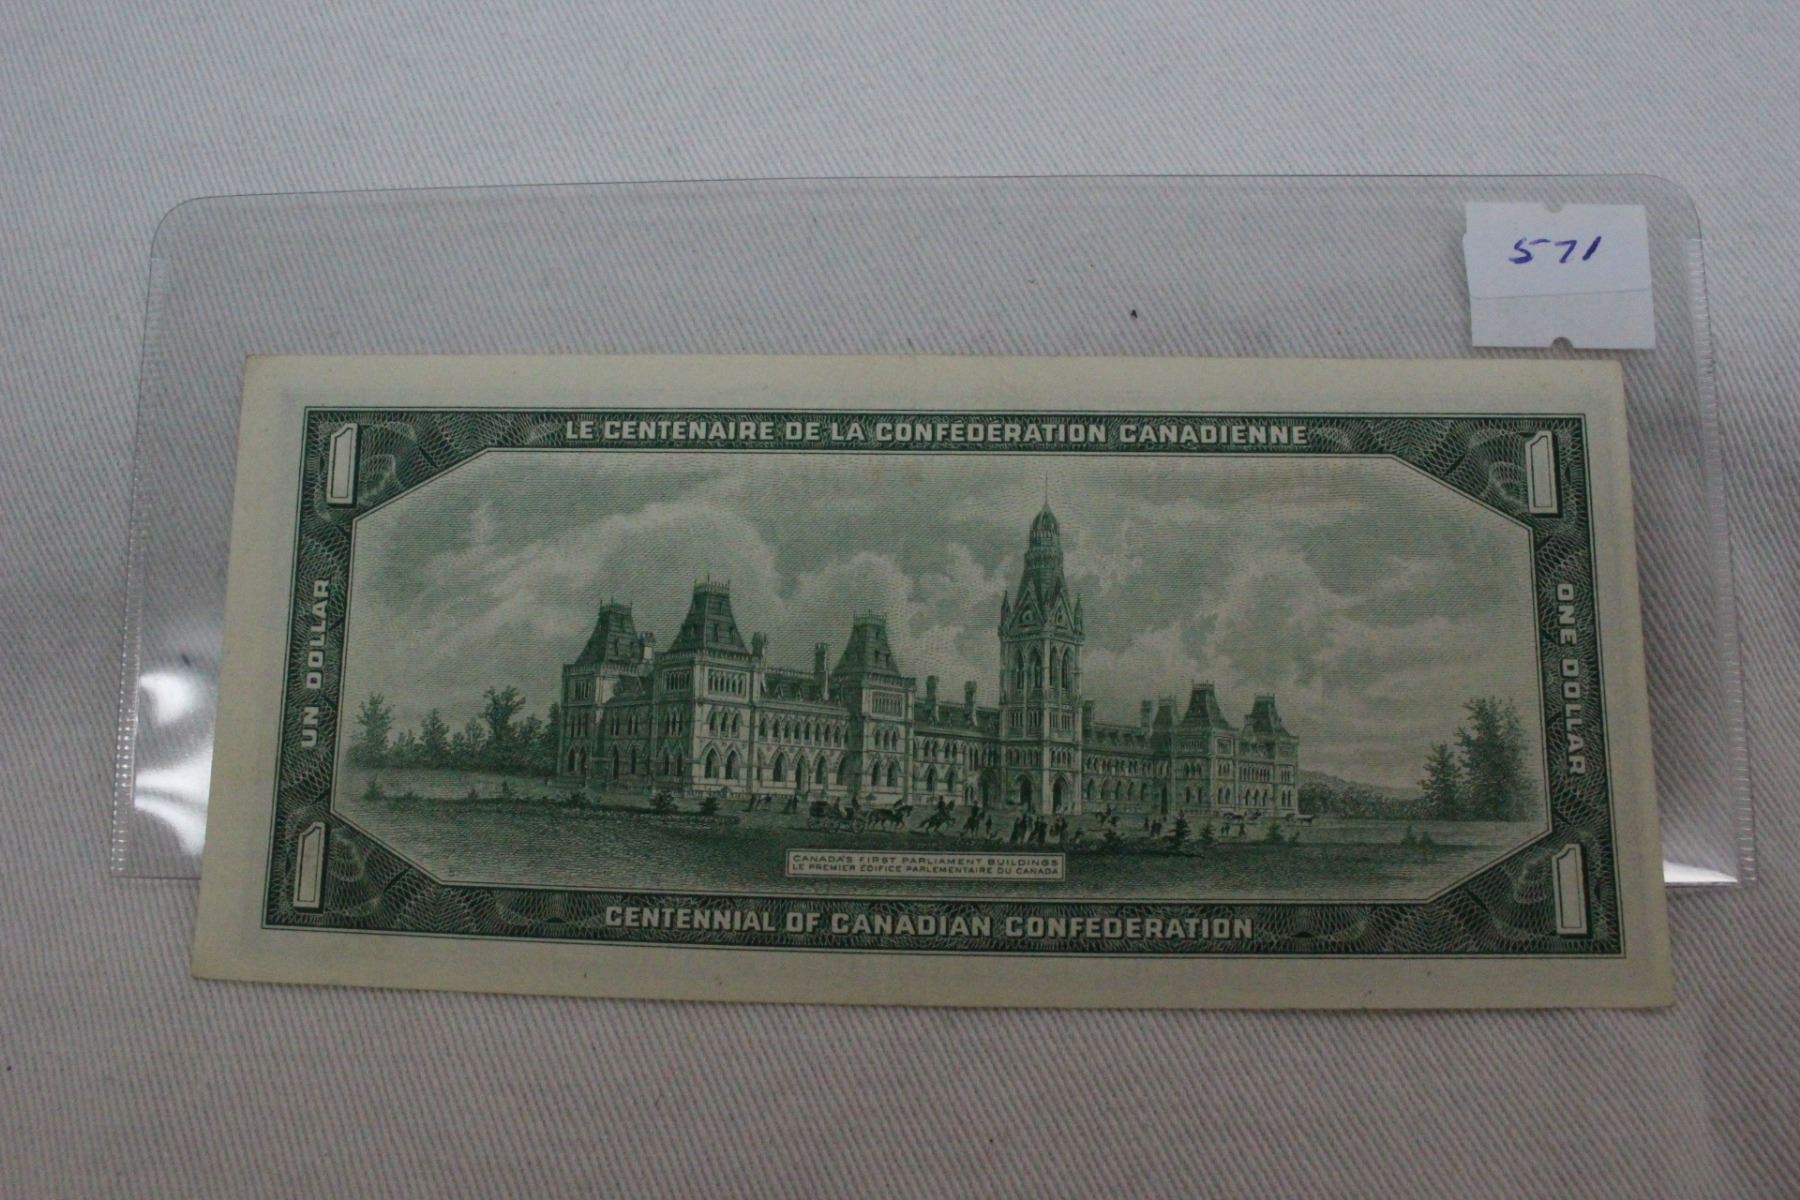 571
1 LE CENTENAIRE DE LA CONFÉDÉRATION CANADIENNE 1
UN DOLLAR
ONE DOLLAR
CANADA'S FIRST PARLIAMENT BUILDINGS
LE PREMIER ÉDIFICE PARLEMENTAIRE DU CANADA
1 CENTENNIAL OF CANADIAN CONFEDERATION 1